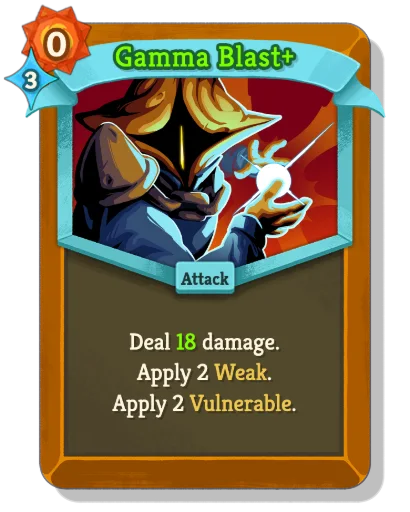 0
3
Gamma Blast+
Attack
Deal 18 damage.
Apply 2 Weak.
Apply 2 Vulnerable.